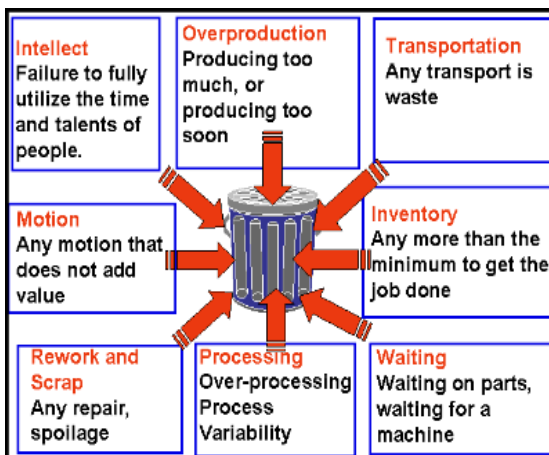 Intellect
Failure to fully
utilize the time
and talents of
people.
Overproduction
Producing too
much, or
producing too
soon
Transportation
Any transport is
waste
Motion
Any motion that
does not add
value
Inventory
Any more than the
minimum to get the
job done
Rework and
Scrap
Any repair,
spoilage
Processing
Over-processing
Process
Variability
Waiting
Waiting on parts,
waiting for a
machine